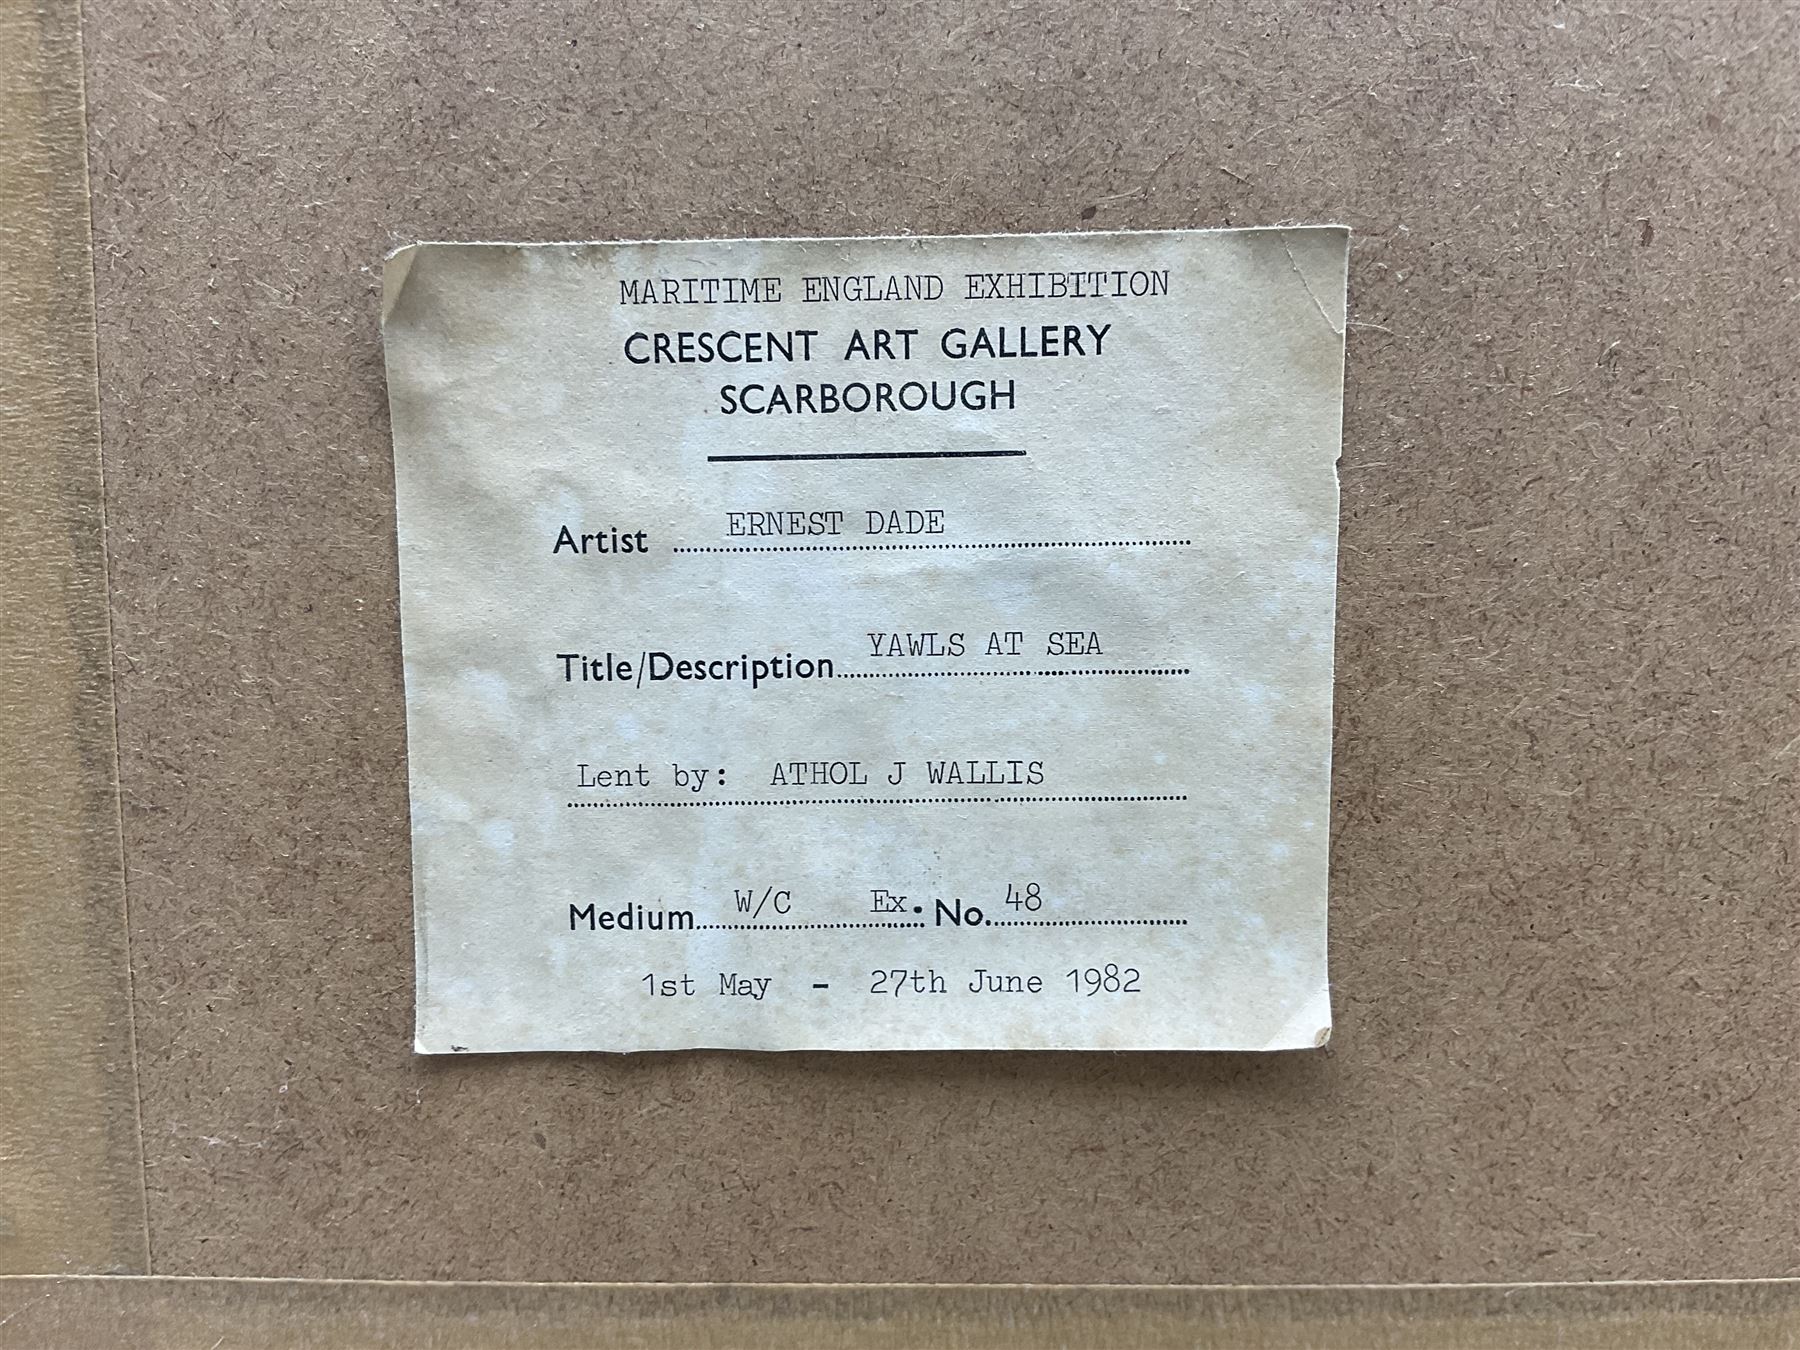 MARITIME ENGLAND EXHIBITION
CRESCENT ART GALLERY
SCARBOROUGH
Artist ERNEST DADE
Title/Description YAWLS AT SEA
Lent by: ATHOL J WALLIS
Medium W/C Ex. No. 48
1st May - 27th June 1982